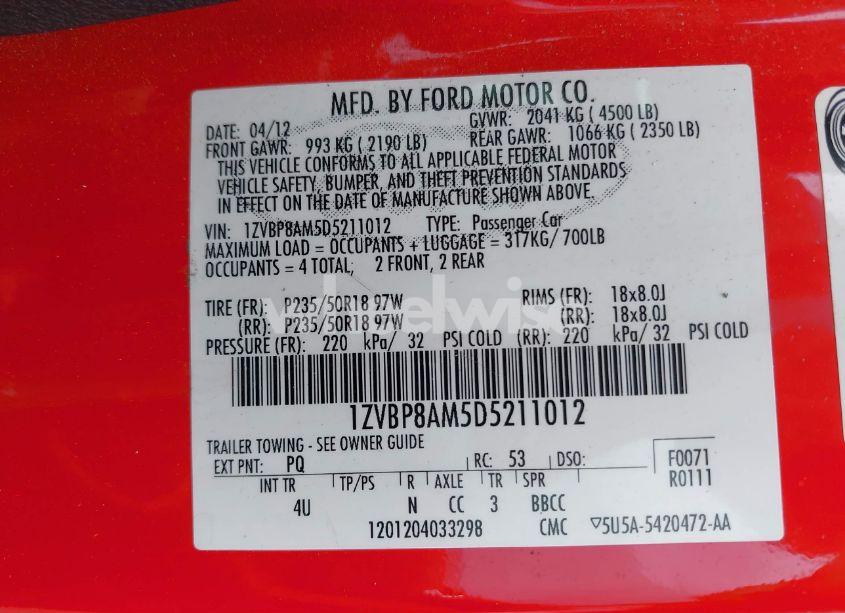 MFD. BY FORD MOTOR CO.
DATE: 04/12 GVWR: 2041 KG ( 4500 LB)
FRONT GAWR: 993 KG ( 2190 LB) REAR GAWR: 1066 KG ( 2350 LB)
THIS VEHICLE CONFORMS TO ALL APPLICABLE FEDERAL MOTOR
VEHICLE SAFETY, BUMPER, AND THEFT PREVENTION STANDARDS
IN EFFECT ON THE DATE OF MANUFACTURE SHOWN ABOVE.
VIN: 1ZVBP8AM5D5211012 TYPE: Passenger Car
MAXIMUM LOAD = OCCUPANTS + LUGGAGE = 317KG/ 700LB
OCCUPANTS = 4 TOTAL; 2 FRONT, 2 REAR
TIRE (FR): P235/50R18 97W RIMS (FR): 18x8.0J
(RR): P235/50R18 97W (RR): 18x8.0J
PRESSURE (FR): 220 kPa/ 32 PSI COLD (RR): 220 kPa/ 32 PSI COLD
1ZVBP8AM5D5211012
TRAILER TOWING - SEE OWNER GUIDE
EXT PNT: PQ RC: 53 DSO: F0071
INT TR TP/PS R AXLE TR SPR R0111
4U N CC 3 BBCC
12012040332​9B CMC ▽5U5A-5420472-AA